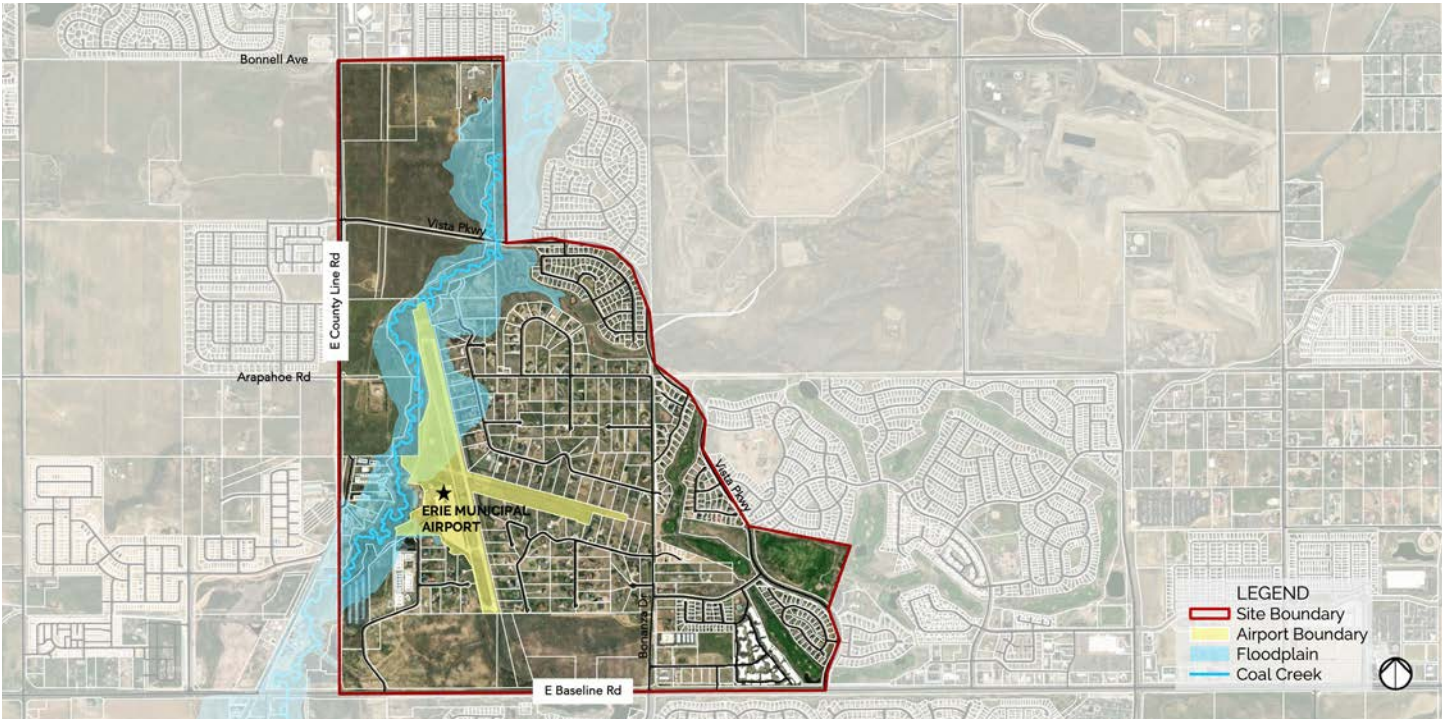 Bonnell Ave
Vista Pkwy
E County Line Rd
Arapahoe Rd
Vista Pkwy
ERIE MUNICIPAL
AIRPORT
Bonanza Dr
E Baseline Rd
LEGEND
Site Boundary
Airport Boundary
Floodplain
Coal Creek